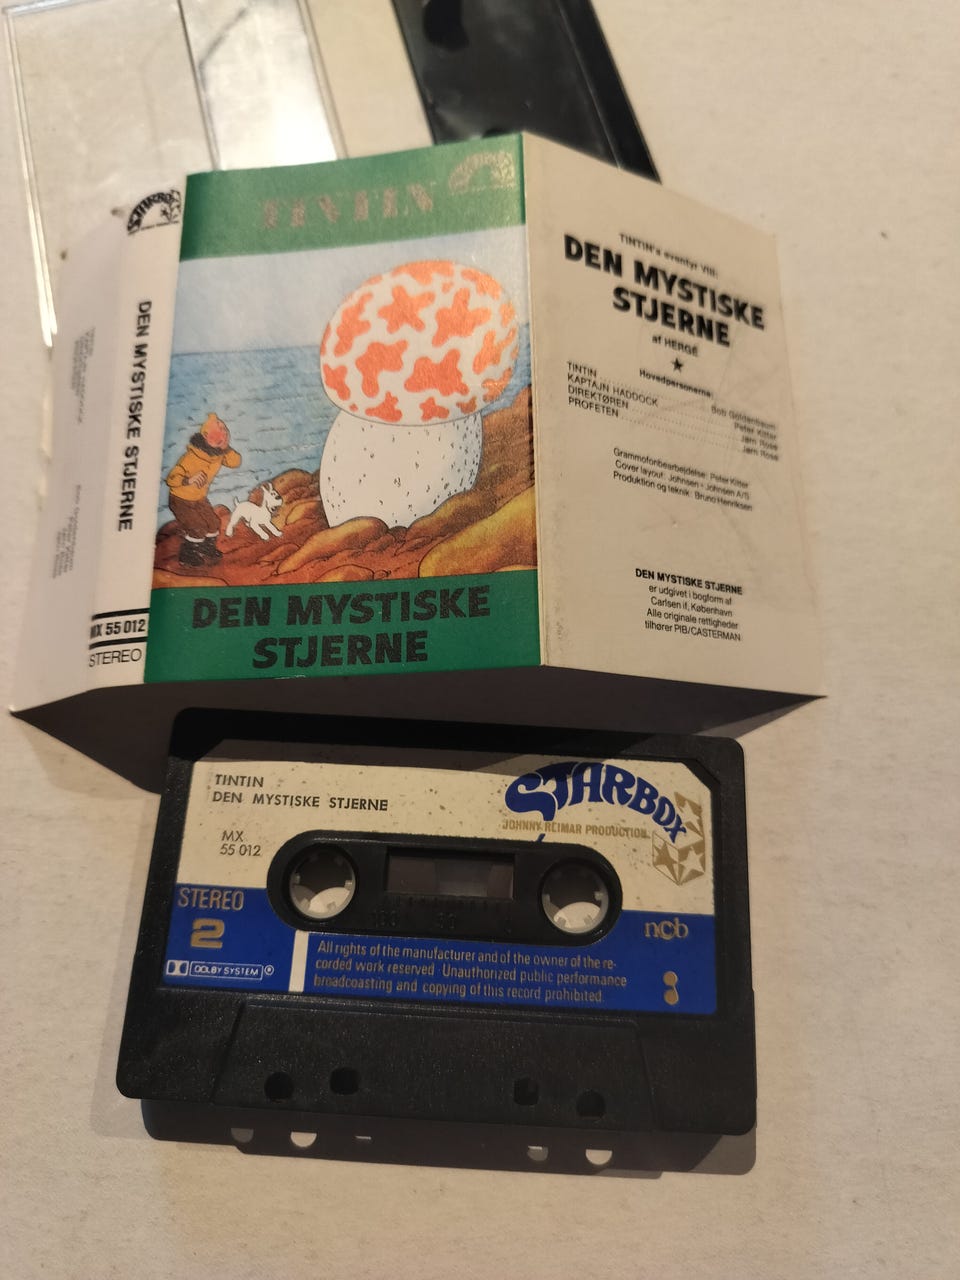 STARBOX
DEN MYSTISKE STJERNE
MX 55 012
STEREO
TINTIN
DEN MYSTISKE
STJERNE
TINTIN's eventyr VIII:
DEN MYSTISKE
STJERNE
af HERGÉ
Hovedpersonerne:
TINTIN ........ Bob Goldenbaum
KAPTAJN HADDOCK ........ Peter Kitter
DIREKTØREN ........ Jørn Rose
PROFETEN ........ Jørn Rose
Grammofonbearbejdelse: Peter Kitter
Cover layout: Johnsen + Johnsen A/S
Produktion og teknik: Bruno Henriksen
DEN MYSTISKE STJERNE
er udgivet i bogform af
Carlsen if, København
Alle originale rettigheder
tilhører PIB/CASTERMAN
TINTIN
DEN MYSTISKE STJERNE
STARBOX
JOHNNY REIMAR PRODUCTION
MX
55 012
STEREO
2
DOLBY SYSTEM®
100 50
ncb
All rights of the manufacturer and of the owner of the re-
corded work reserved · Unauthorized public performance
broadcasting and copying of this record prohibited.